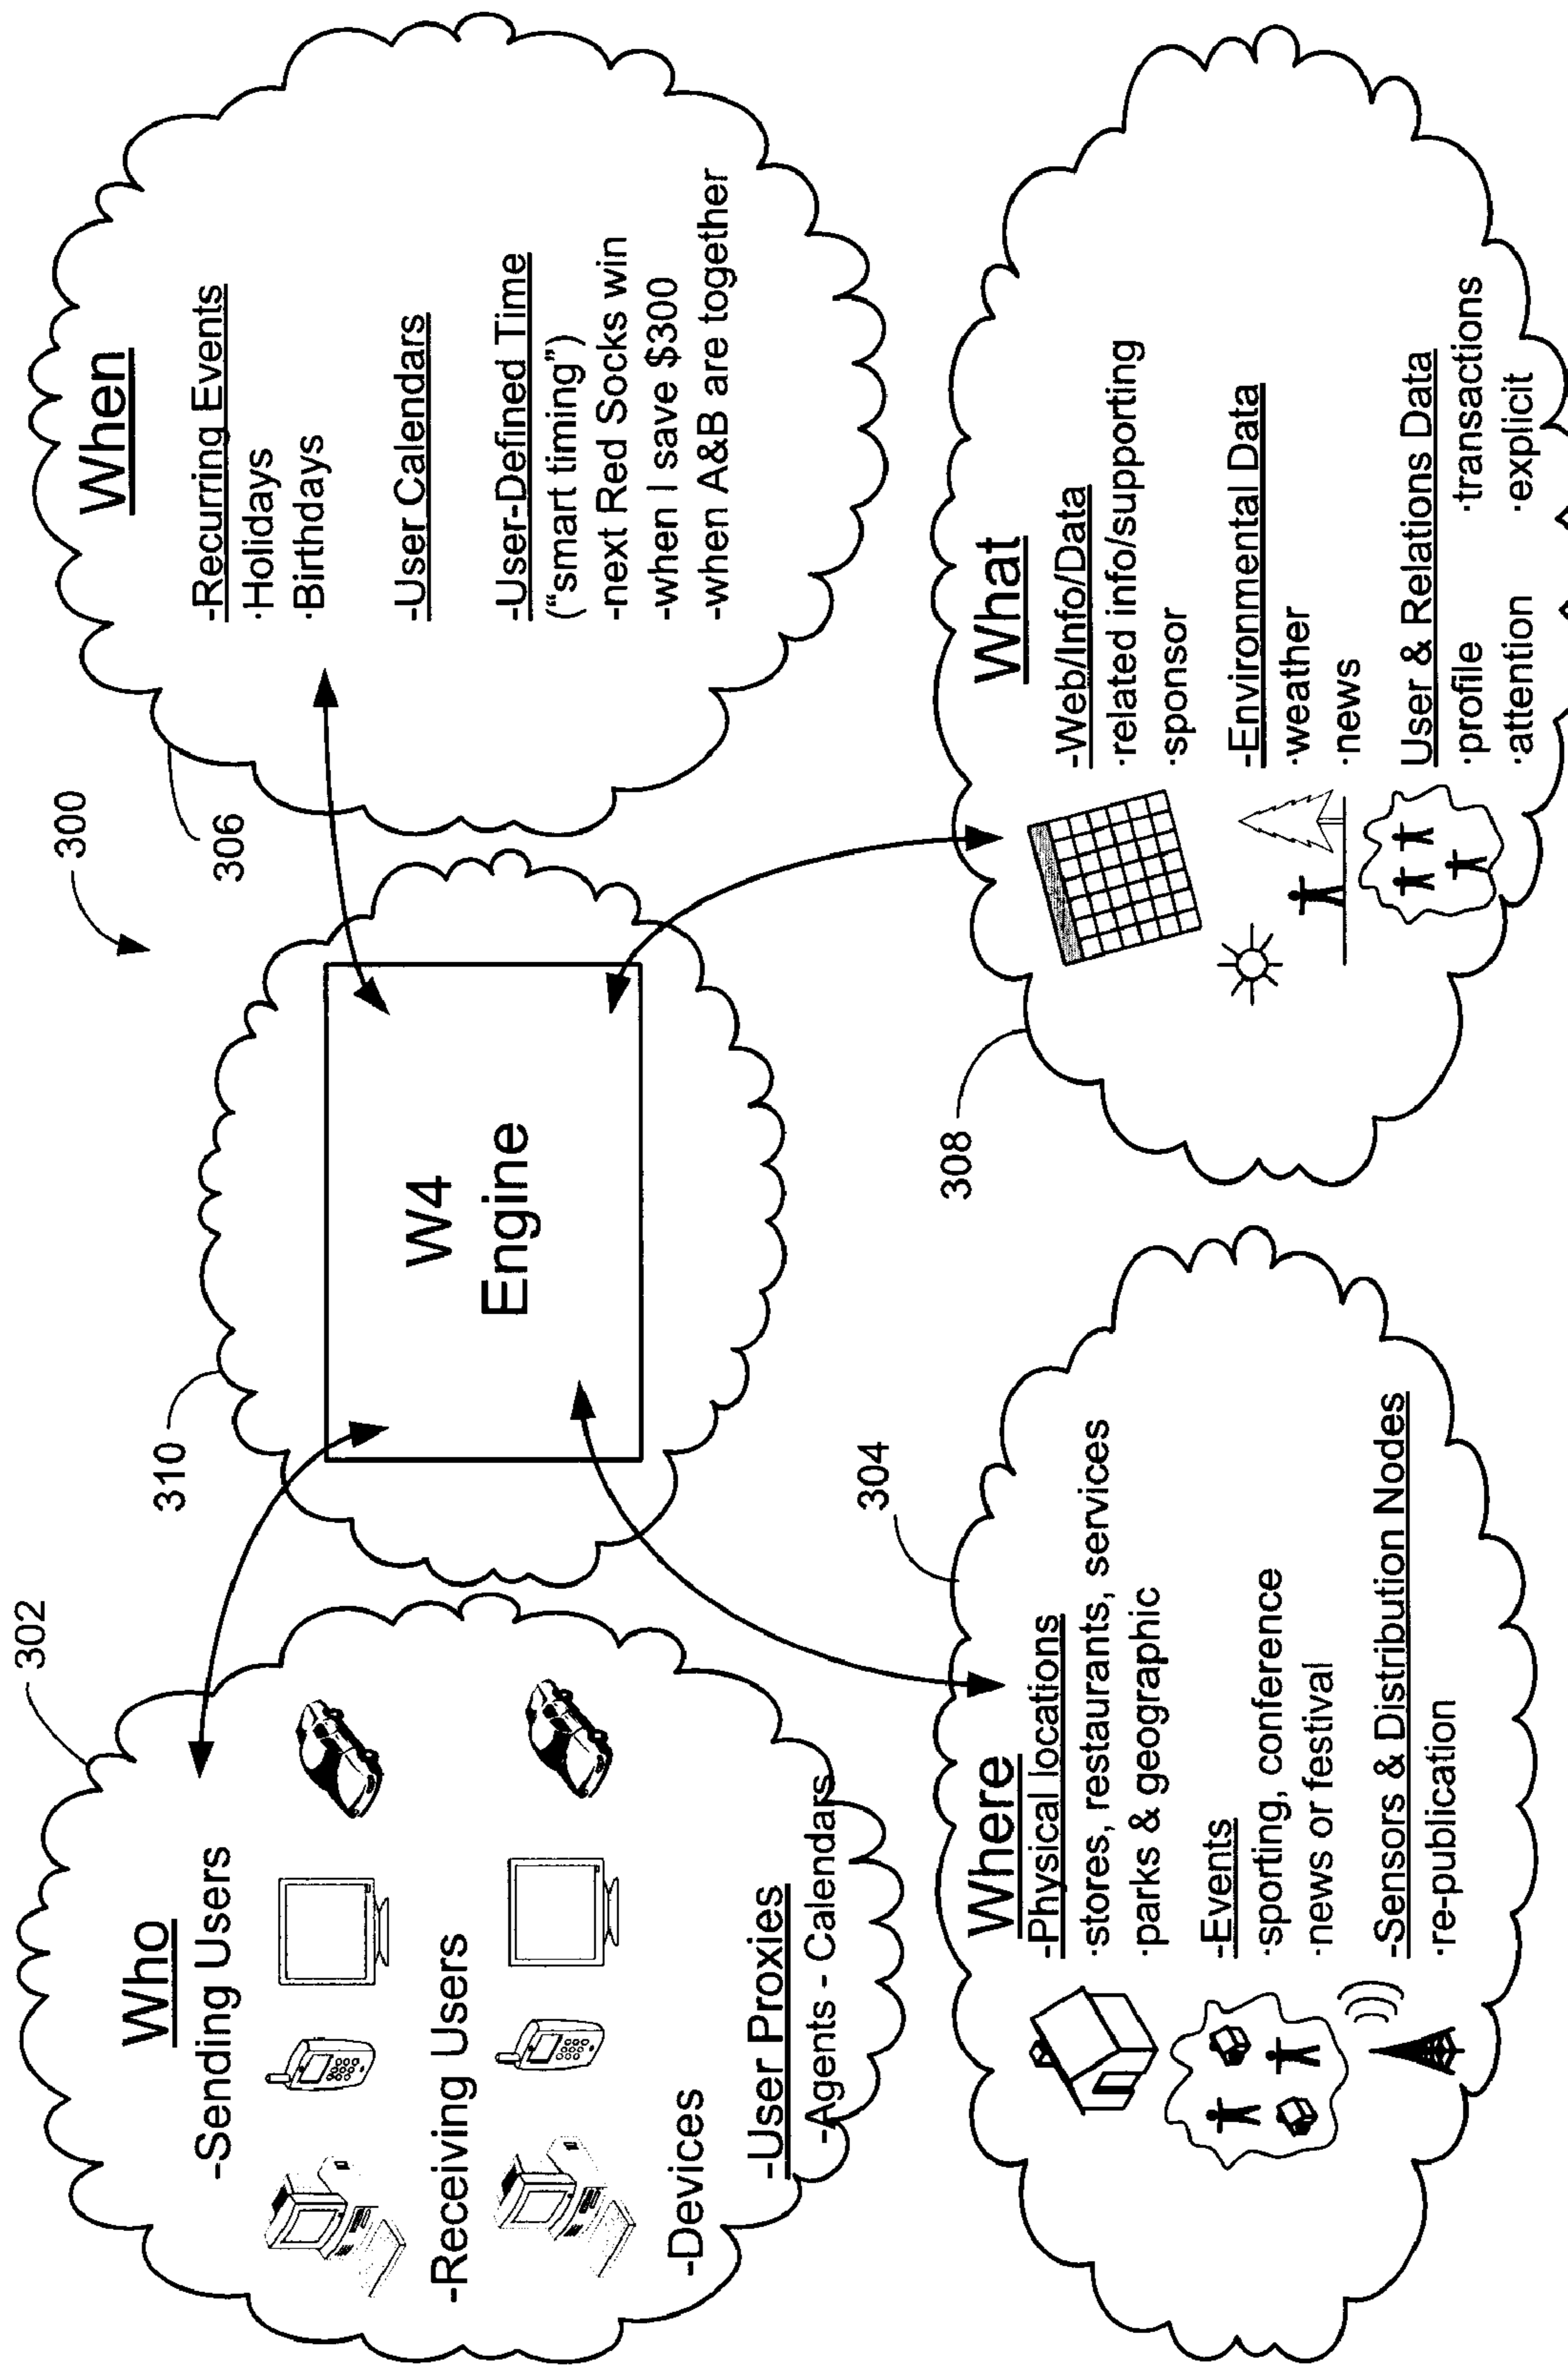 300
302
Who
-Sending Users
-Receiving Users
-Devices
-User Proxies
-Agents - Calendars
310
W4
Engine
306
When
-Recurring Events
·Holidays
·Birthdays
-User Calendars
-User-Defined Time
("smart timing")
-next Red Socks win
-when I save $300
-when A&B are together
304
Where
-Physical locations
·stores, restaurants, services
·parks & geographic
-Events
·sporting, conference
·news or festival
-Sensors & Distribution Nodes
·re-publication
308
What
-Web/Info/Data
·related info/supporting
·sponsor
-Environmental Data
·weather
·news
User & Relations Data
·profile ·transactions
·attention ·explicit